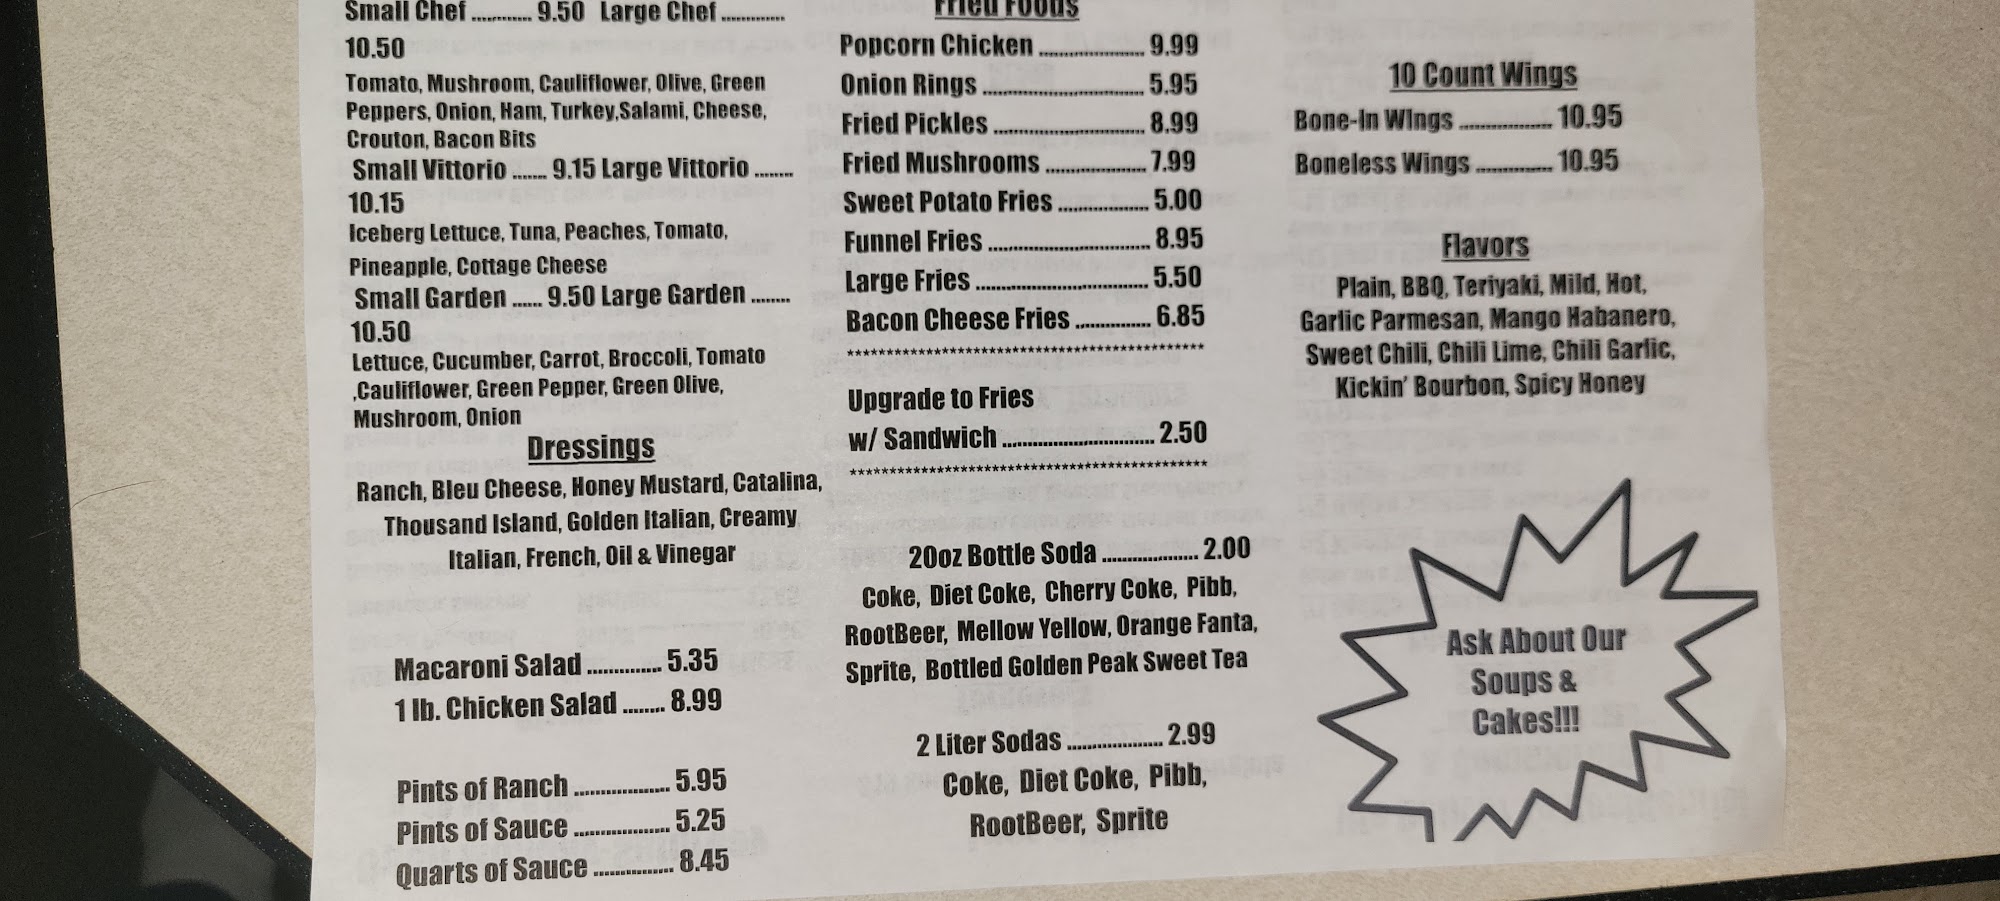 Small Chef ............ 9.50 Large Chef .............
10.50
Tomato, Mushroom, Cauliflower, Olive, Green
Peppers, Onion, Ham, Turkey,Salami, Cheese,
Crouton, Bacon Bits
Small Vittorio ....... 9.15 Large Vittorio ........
10.15
Iceberg Lettuce, Tuna, Peaches, Tomato,
Pineapple, Cottage Cheese
Small Garden ...... 9.50 Large Garden ........
10.50
Lettuce, Cucumber, Carrot, Broccoli, Tomato
,Cauliflower, Green Pepper, Green Olive,
Mushroom, Onion
Dressings
Ranch, Bleu Cheese, Honey Mustard, Catalina,
Thousand Island, Golden Italian, Creamy
Italian, French, Oil & Vinegar
Macaroni Salad .............. 5.35
1 lb. Chicken Salad ........ 8.99
Pints of Ranch .................. 5.95
Pints of Sauce .................. 5.25
Quarts of Sauce ............... 8.45
Fried Foods
Popcorn Chicken .................... 9.99
Onion Rings .............................. 5.95
Fried Pickles ............................ 8.99
Fried Mushrooms ................... 7.99
Sweet Potato Fries ................. 5.00
Funnel Fries .............................. 8.95
Large Fries ................................ 5.50
Bacon Cheese Fries .............. 6.85
**********************************************
Upgrade to Fries
w/ Sandwich ............................. 2.50
**********************************************
20oz Bottle Soda .................. 2.00
Coke, Diet Coke, Cherry Coke, Pibb,
RootBeer, Mellow Yellow, Orange Fanta,
Sprite, Bottled Golden Peak Sweet Tea
2 Liter Sodas .................. 2.99
Coke, Diet Coke, Pibb,
RootBeer, Sprite
10 Count Wings
Bone-In WIngs ................. 10.95
Boneless Wings .............. 10.95
Flavors
Plain, BBQ, Teriyaki, Mild, Hot,
Garlic Parmesan, Mango Habanero,
Sweet Chili, Chili Lime, Chili Garlic,
Kickin' Bourbon, Spicy Honey
Ask About Our
Soups &
Cakes!!!